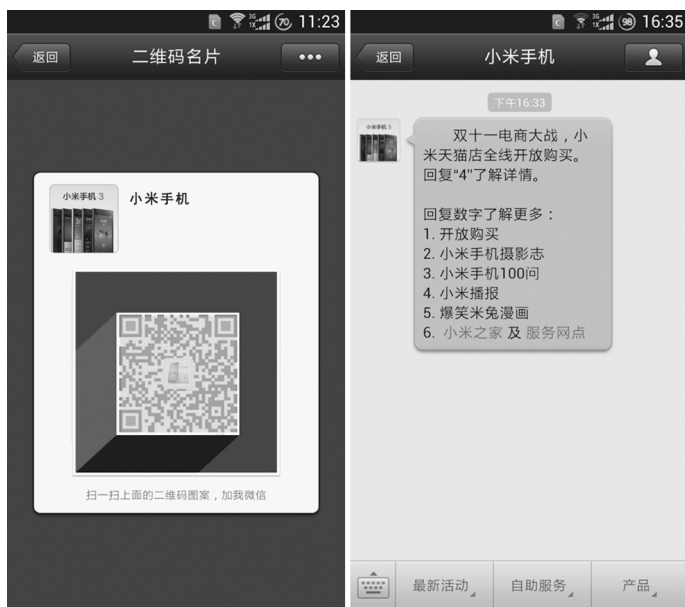 3G
1X
70
11:23
返回
二维码名片
小米手机 3
小米手机
扫一扫上面的二维码图案，加我微信
3G
1X
98
16:35
返回
小米手机
下午16:33
小米手机 3
双十一电商大战，小
米天猫店全线开放购买。
回复“4”了解详情。
回复数字了解更多：
1. 开放购买
2. 小米手机摄影志
3. 小米手机100问
4. 小米播报
5. 爆笑米兔漫画
6. 小米之家 及 服务网点
最新活动
自助服务
产品